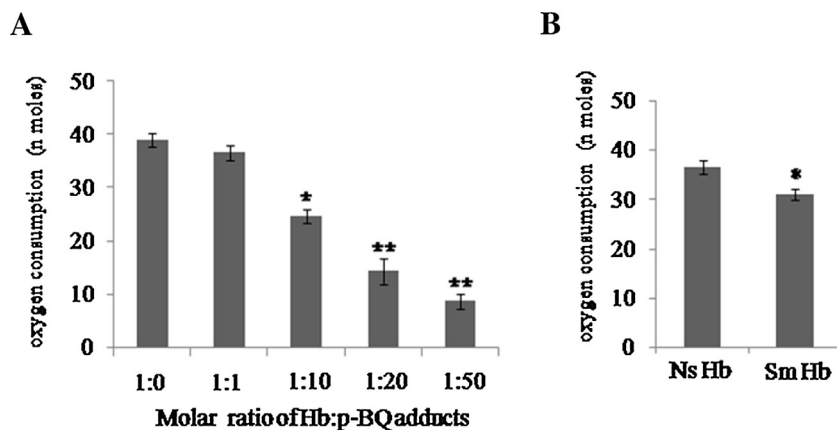 A
oxygen consumption (n moles)
50
40
30
20
10
0
*
**
**
1:0 1:1 1:10 1:20 1:50
Molar ratio of Hb:p-BQ adducts
B
oxygen consumption (n moles)
50
40
30
20
10
0
*
Ns Hb Sm Hb